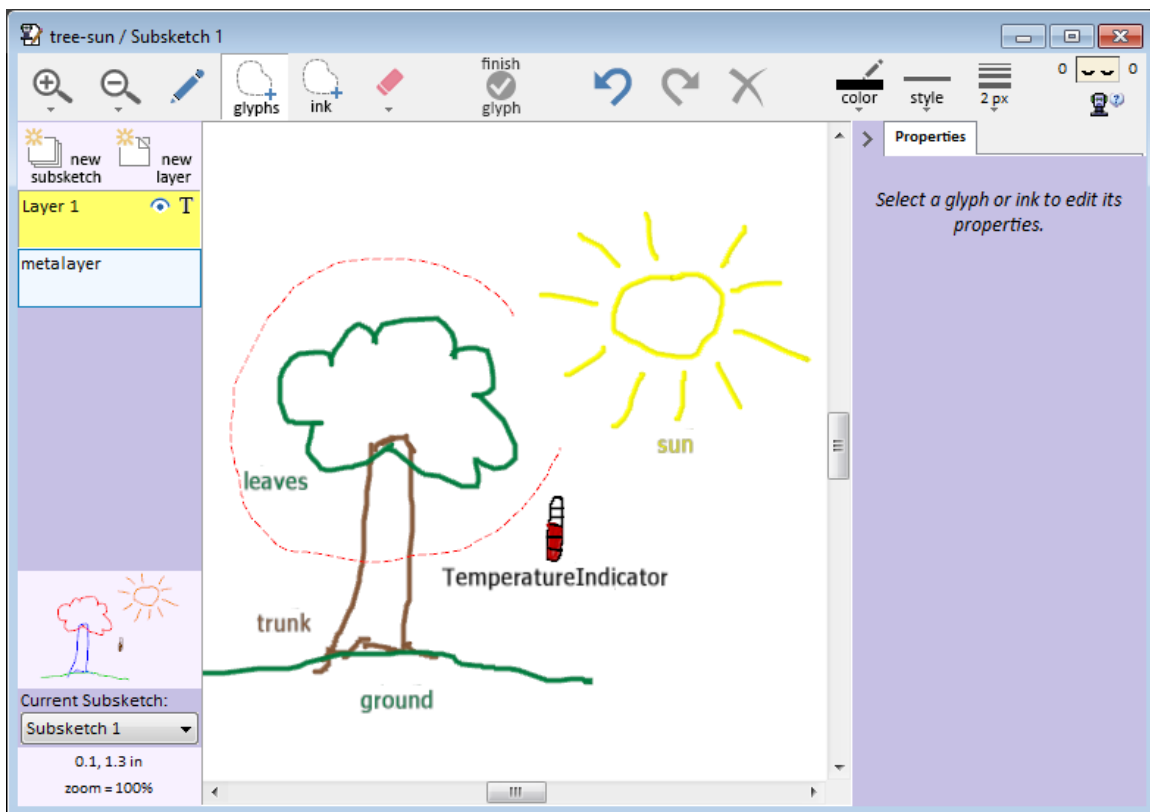 tree-sun / Subsketch 1
glyphs
ink
finish
glyph
color
style
2 px
0
0
new
subsketch
new
layer
Layer 1
T
metalayer
Properties
Select a glyph or ink to edit its
properties.
sun
leaves
TemperatureIndicator
trunk
ground
Current Subsketch:
Subsketch 1
0.1, 1.3 in
zoom = 100%